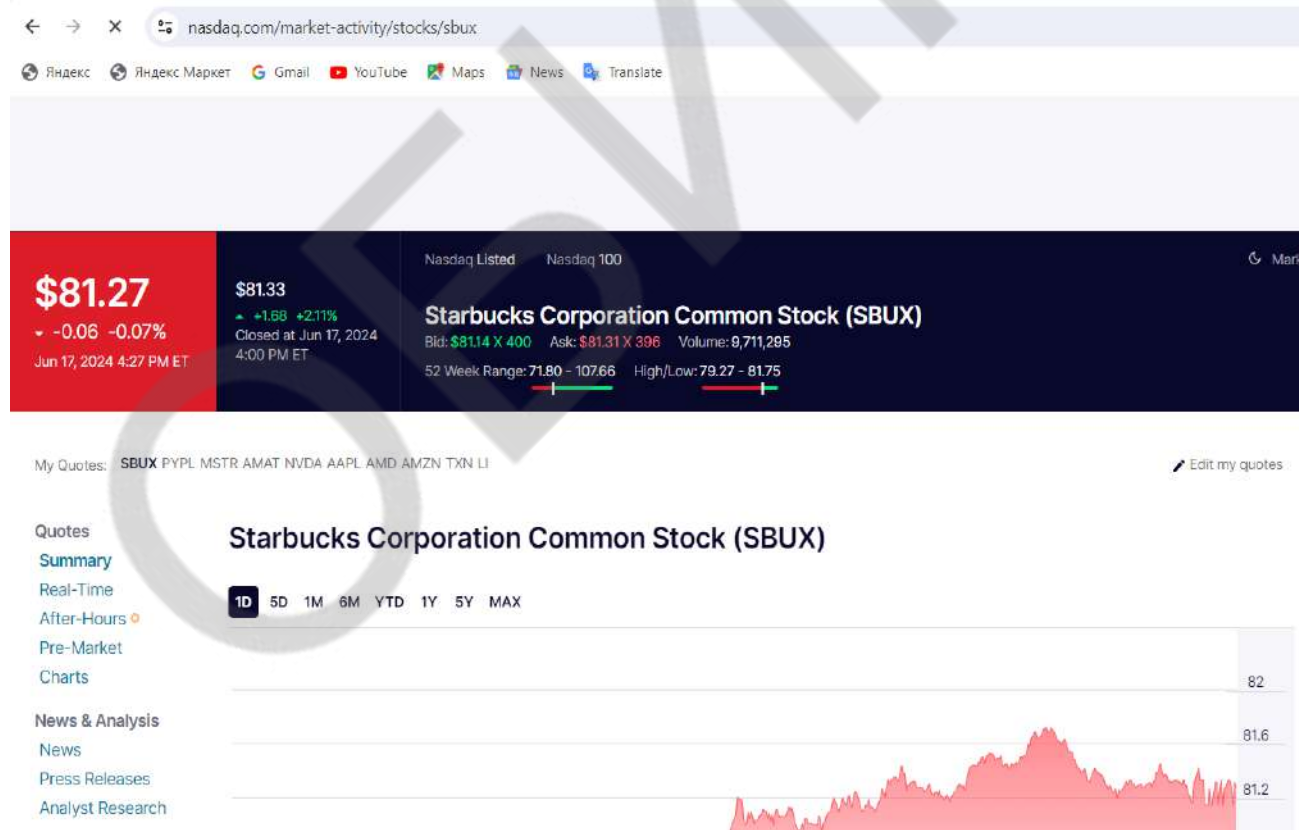 nasdaq.com/market-activity/stocks/sbux
Яндекс Яндекс Маркет Gmail YouTube Maps News Translate
Nasdaq Listed Nasdaq 100
$81.27
-0.06 -0.07%
Jun 17, 2024 4:27 PM ET
$81.33
+1.68 +2.11%
Closed at Jun 17, 2024
4:00 PM ET
Starbucks Corporation Common Stock (SBUX)
Bid: $81.14 X 400 Ask: $81.31 X 396 Volume: 9,711,295
52 Week Range: 71.80 - 107.66 High/Low: 79.27 - 81.75
My Quotes: SBUX PYPL MSTR AMAT NVDA AAPL AMD AMZN TXN LI
Edit my quotes
Quotes
Summary
Real-Time
After-Hours
Pre-Market
Charts
News & Analysis
News
Press Releases
Analyst Research
Starbucks Corporation Common Stock (SBUX)
1D 5D 1M 6M YTD 1Y 5Y MAX
82
81.6
81.2